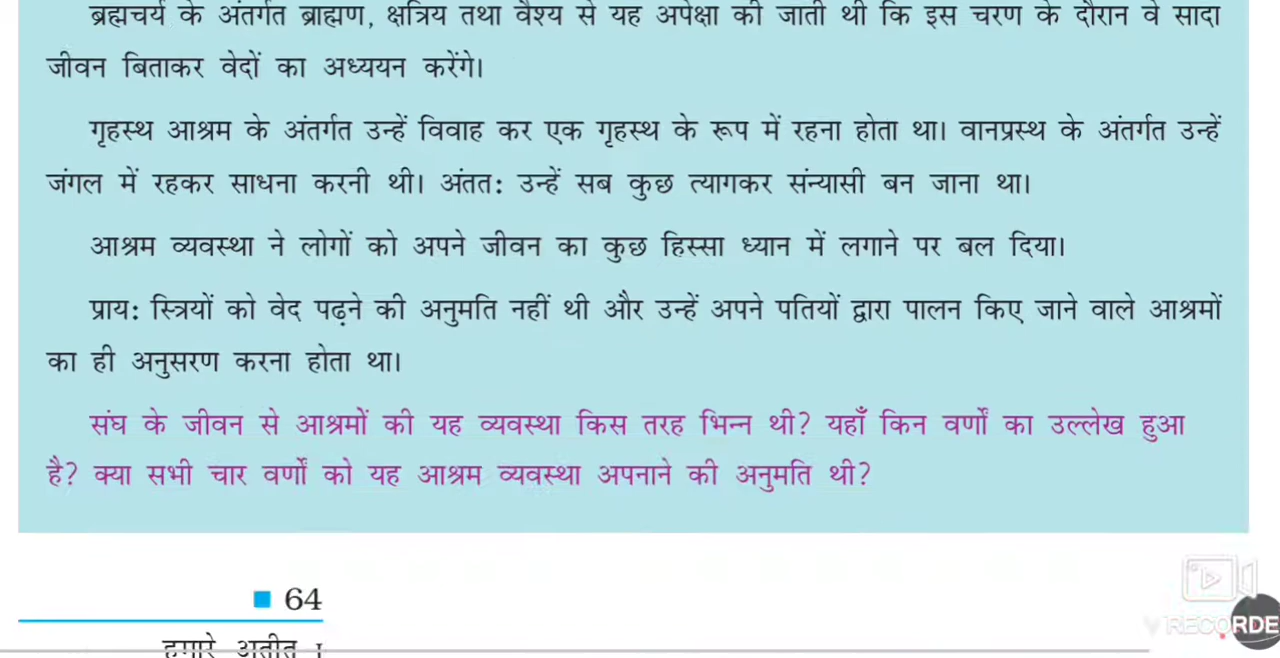 ब्रह्मचर्य के अंतर्गत ब्राह्मण, क्षत्रिय तथा वैश्य से यह अपेक्षा की जाती थी कि इस चरण के दौरान वे सादा
जीवन बिताकर वेदों का अध्ययन करेंगे।
गृहस्थ आश्रम के अंतर्गत उन्हें विवाह कर एक गृहस्थ के रूप में रहना होता था। वानप्रस्थ के अंतर्गत उन्हें
जंगल में रहकर साधना करनी थी। अंतत: उन्हें सब कुछ त्यागकर संन्यासी बन जाना था।
आश्रम व्यवस्था ने लोगों को अपने जीवन का कुछ हिस्सा ध्यान में लगाने पर बल दिया।
प्राय: स्त्रियों को वेद पढ़ने की अनुमति नहीं थी और उन्हें अपने पतियों द्वारा पालन किए जाने वाले आश्रमों
का ही अनुसरण करना होता था।
संघ के जीवन से आश्रमों की यह व्यवस्था किस तरह भिन्न थी? यहाँ किन वर्णों का उल्लेख हुआ
है? क्या सभी चार वर्णों को यह आश्रम व्यवस्था अपनाने की अनुमति थी?
64
हमारे अतीत I
RECORDE